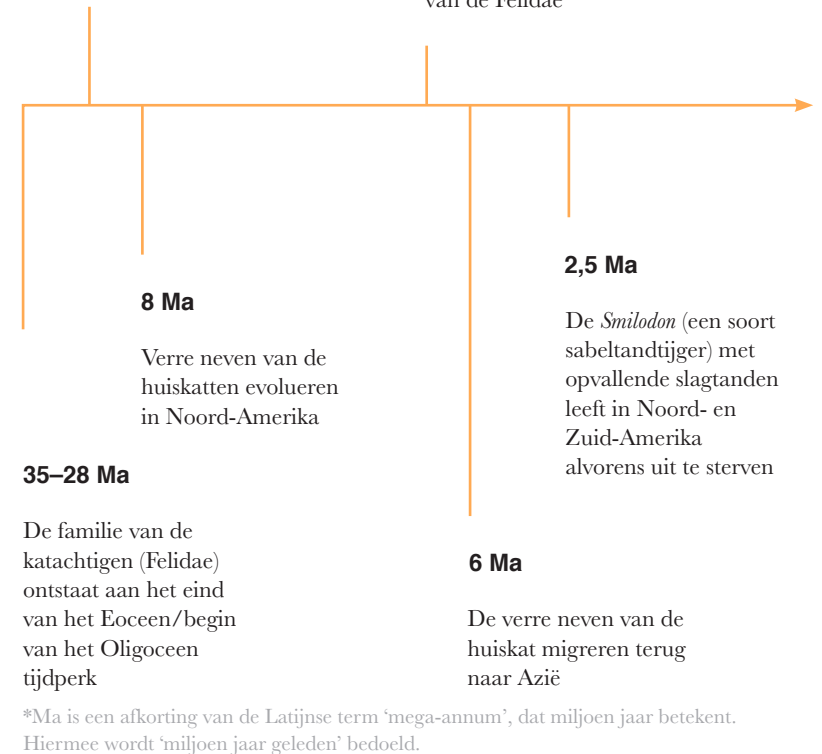 van de Felidae
8 Ma
Verre neven van de
huiskatten evolueren
in Noord-Amerika
35–28 Ma
De familie van de
katachtigen (Felidae)
ontstaat aan het eind
van het Eoceen/begin
van het Oligoceen
tijdperk
2,5 Ma
De Smilodon (een soort
sabeltandtijger) met
opvallende slagtanden
leeft in Noord- en
Zuid-Amerika
alvorens uit te sterven
6 Ma
De verre neven van de
huiskat migreren terug
naar Azië
*Ma is een afkorting van de Latijnse term ‘mega-annum’, dat miljoen jaar betekent.
Hiermee wordt ‘miljoen jaar geleden’ bedoeld.